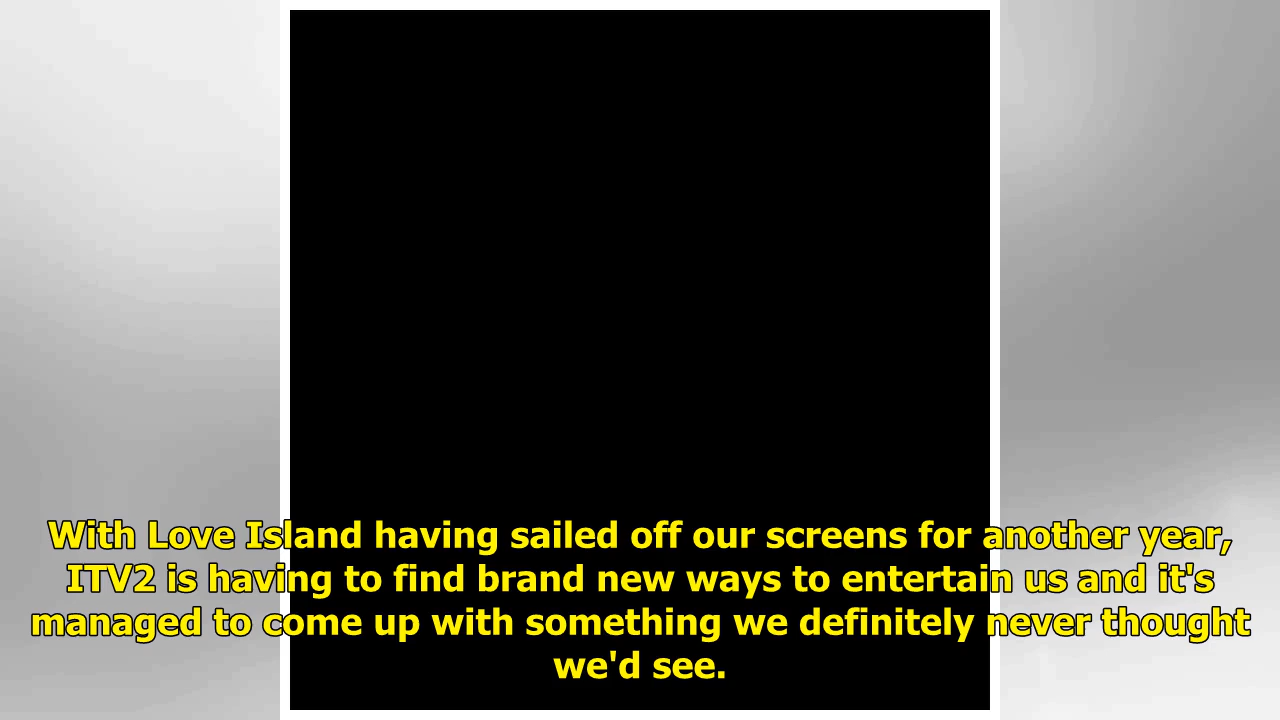 With Love Island having sailed off our screens for another year,
ITV2 is having to find brand new ways to entertain us and it's
managed to come up with something we definitely never thought
we'd see.